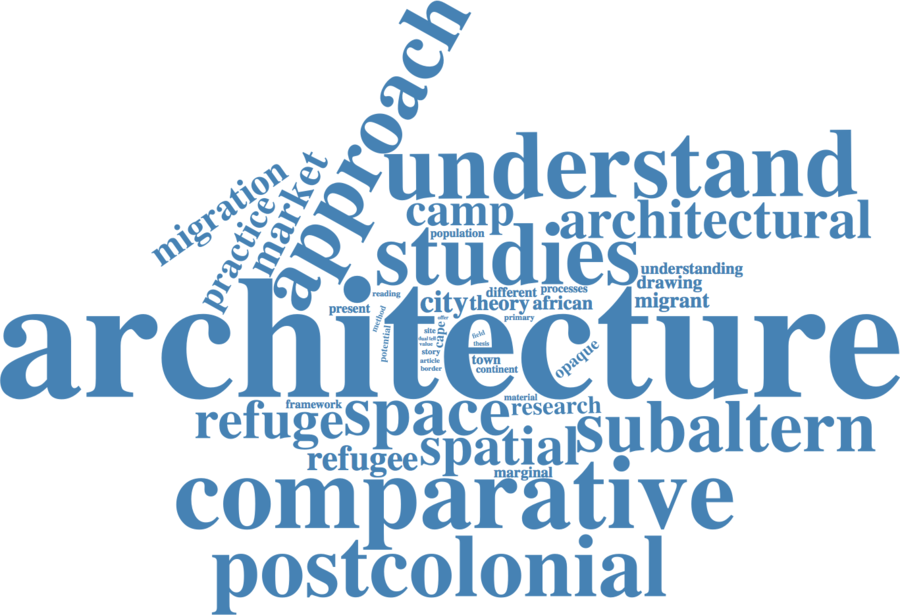 approach
understand
migration
practice
market
camp
architectural
population
studies
understanding
drawing
reading
different
processes
present
city
theory
african
migrant
architecture
method
potential
offer
primary
site
cape
field
value
thesis
story
opaque
article
town
border
continent
framework
material
refuge
space
research
subaltern
refugee
spatial
marginal
comparative
postcolonial